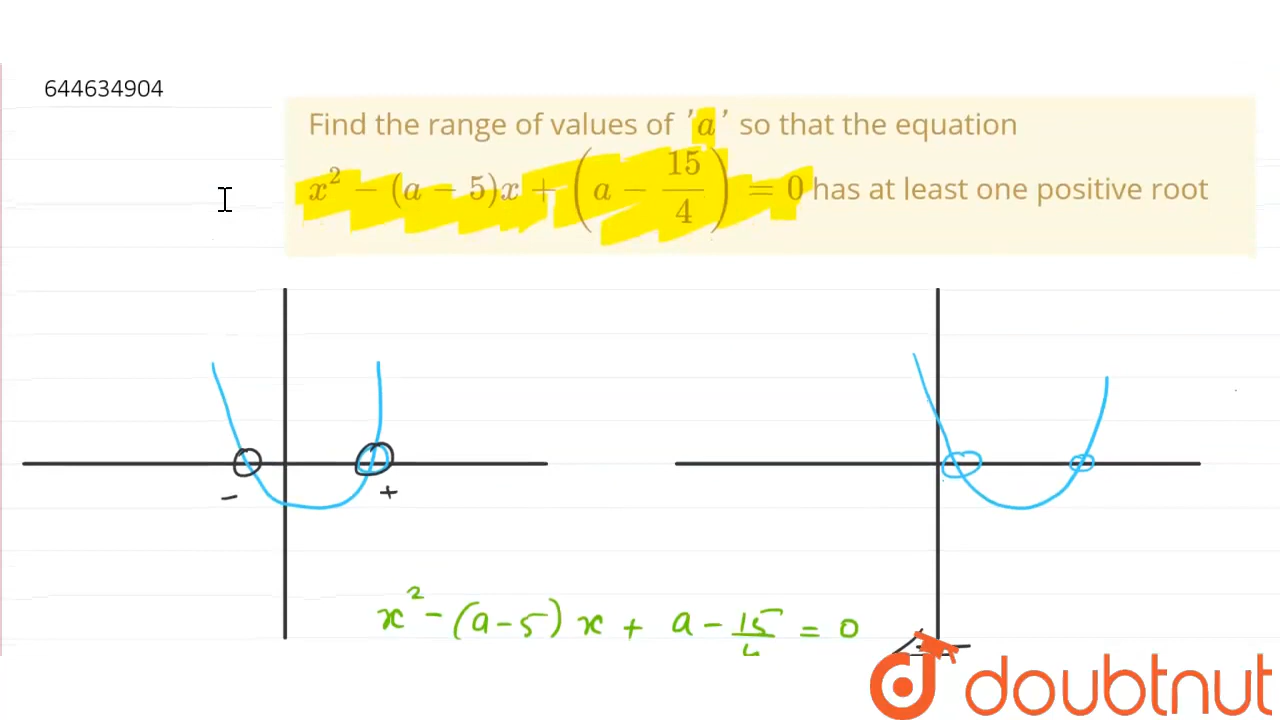 644634904
Find the range of values of 'a' so that the equation
x² − (a − 5)x + (a − 15/4) = 0 has at least one positive root
− +
x² − (a − 5) x + a − 15/4 = 0
doubtnut